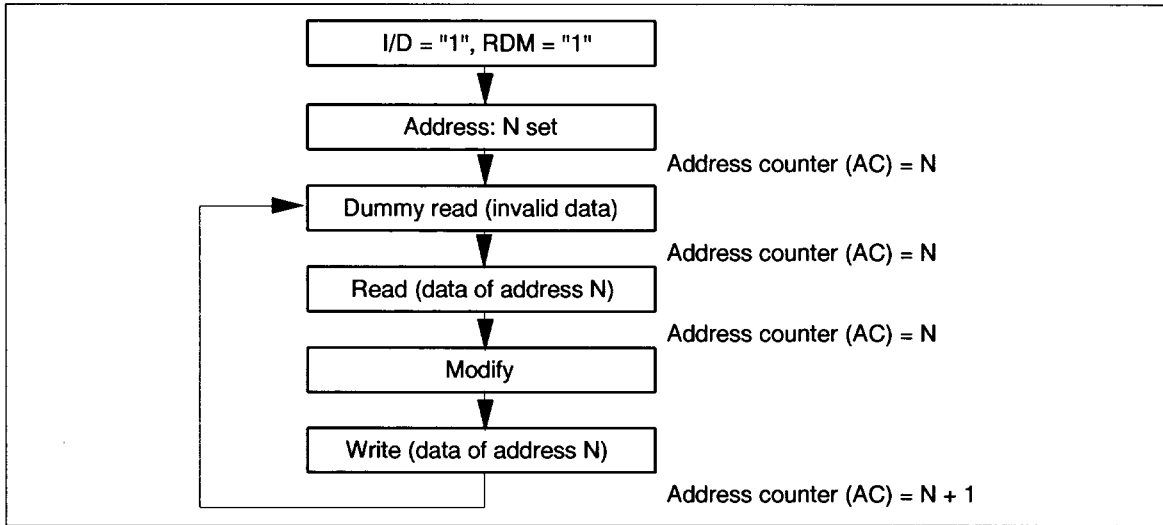 I/D = "1", RDM = "1"
Address: N set
Address counter (AC) = N
Dummy read (invalid data)
Address counter (AC) = N
Read (data of address N)
Address counter (AC) = N
Modify
Write (data of address N)
Address counter (AC) = N + 1